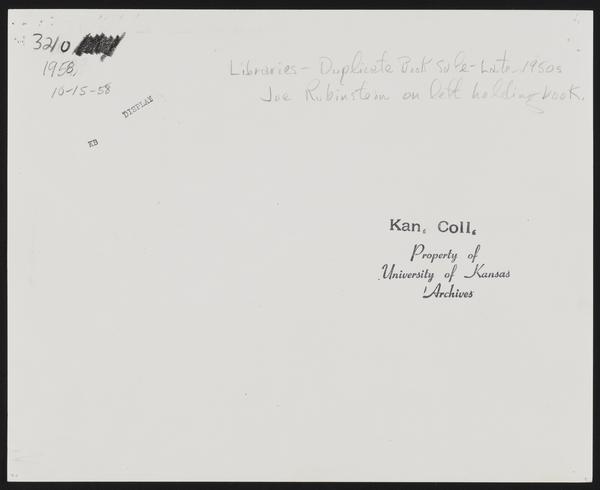 3210
1958,
10-15-58
DISPLAY
KB
Libraries - Duplicate Book Sale - Late 1950s
Joe Rubinstein on left holding book.
Kan. Coll.
Property of
University of Kansas
Archives